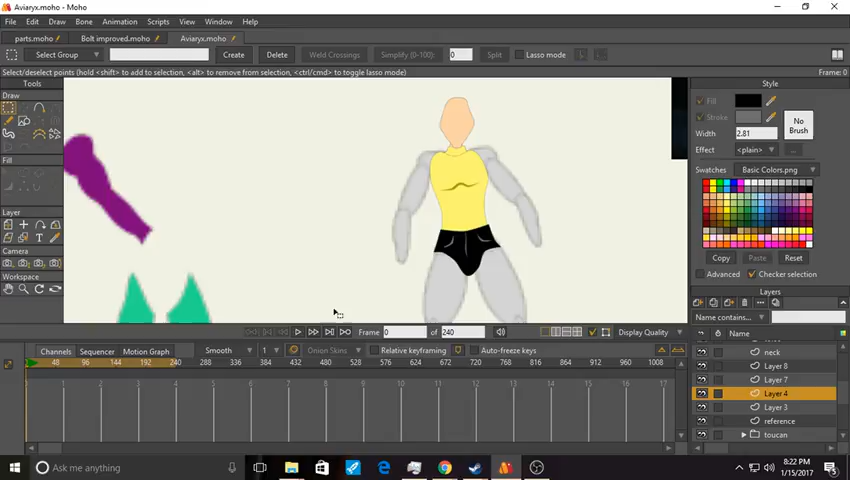 Aviaryx.moho - Moho
File Edit Draw Bone Animation Scripts View Window Help
parts.moho Bolt improved.moho Aviaryx.moho
Select Group Create Delete Weld Crossings Simplify (0-100): 0 Split Lasso mode
Select/deselect points (hold <shift> to add to selection, <alt> to remove from selection, <ctrl/cmd> to toggle lasso mode) Frame: 0
Tools
Draw
Fill
Layer
Camera
Workspace
Style
Fill
Stroke
No Brush
Width 2.81
Effect <plain> ...
Swatches Basic Colors.png
Copy Paste Reset
Advanced Checker selection
Layers
Name contains...
Name
neck
Layer 8
Layer 7
Layer 4
Layer 3
reference
toucan
Frame 0 of 240 Display Quality
Channels Sequencer Motion Graph Smooth 1 Onion Skins Relative keyframing Auto-freeze keys
48 96 144 192 240 288 336 384 432 480 528 576 624 672 720 768 816 864 912 960 1008
1 2 3 4 5 6 7 8 9 10 11 12 13 14 15 16 17
Ask me anything
8:22 PM
1/15/2017